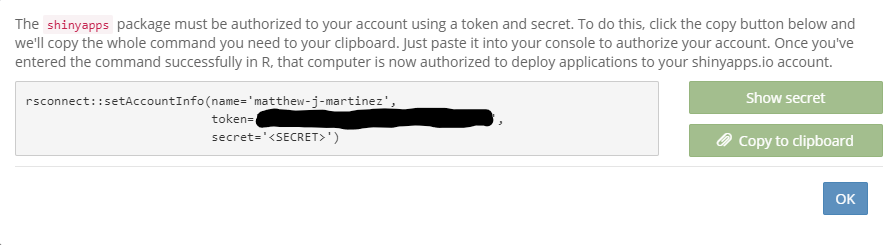 The shinyapps package must be authorized to your account using a token and secret. To do this, click the copy button below and
we'll copy the whole command you need to your clipboard. Just paste it into your console to authorize your account. Once you've
entered the command successfully in R, that computer is now authorized to deploy applications to your shinyapps.io account.
rsconnect::setAccountInfo(name='matthew-j-martinez',
token= ',
secret='<SECRET>')
Show secret
Copy to clipboard
OK